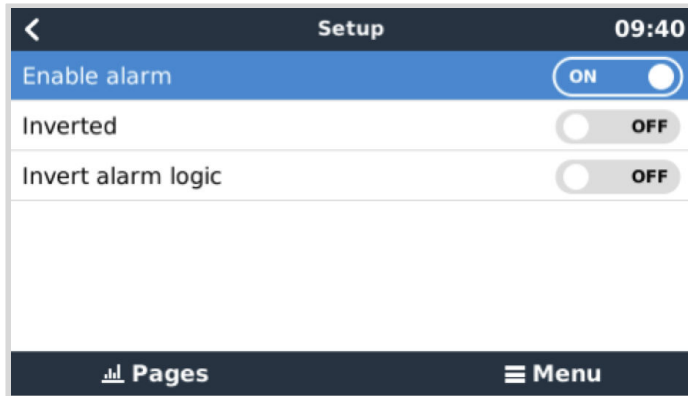 Setup 09:40
Enable alarm ON
Inverted OFF
Invert alarm logic OFF
Pages Menu